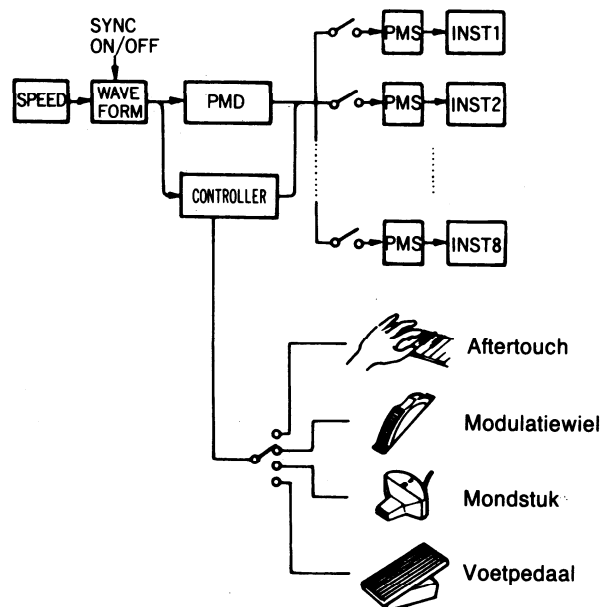 SYNC
ON/OFF
SPEED
WAVE
FORM
PMD
CONTROLLER
PMS
INST1
PMS
INST2
PMS
INST8
Aftertouch
Modulatiewiel
Mondstuk
Voetpedaal